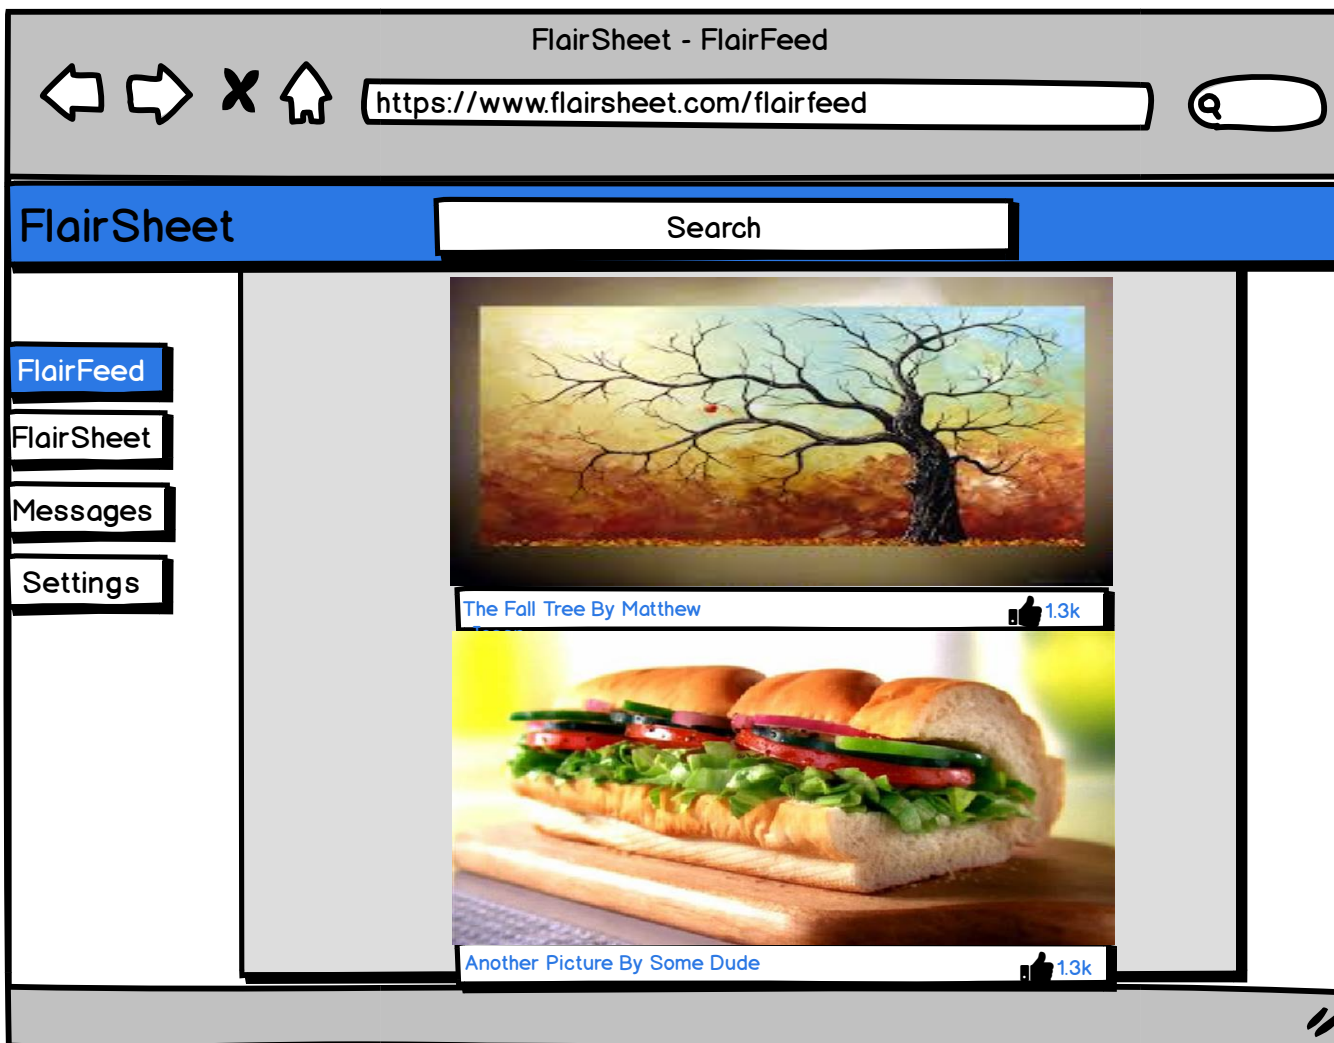 FlairSheet - FlairFeed
https://www.flairsheet.com/flairfeed
FlairSheet
Search
FlairFeed
FlairSheet
Messages
Settings
The Fall Tree By Matthew
1.3k
Another Picture By Some Dude
1.3k